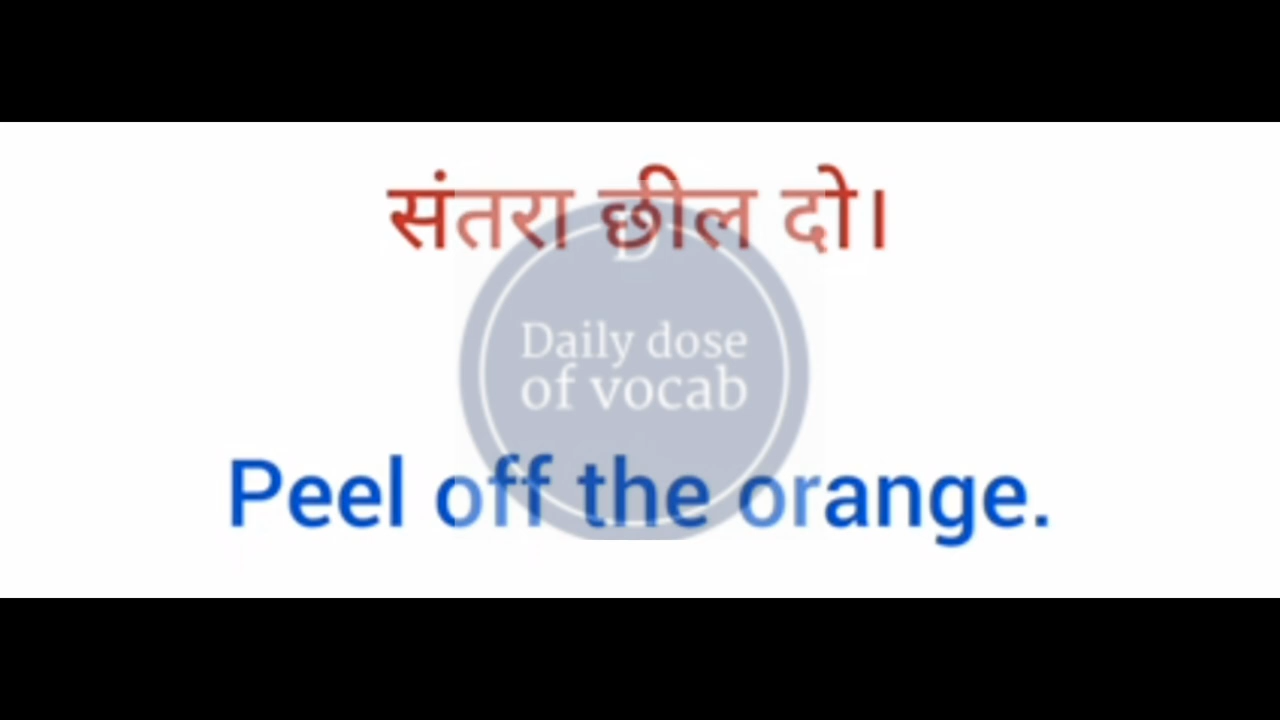 संतरा छील दो।
D
Daily dose
of vocab
Peel off the orange.